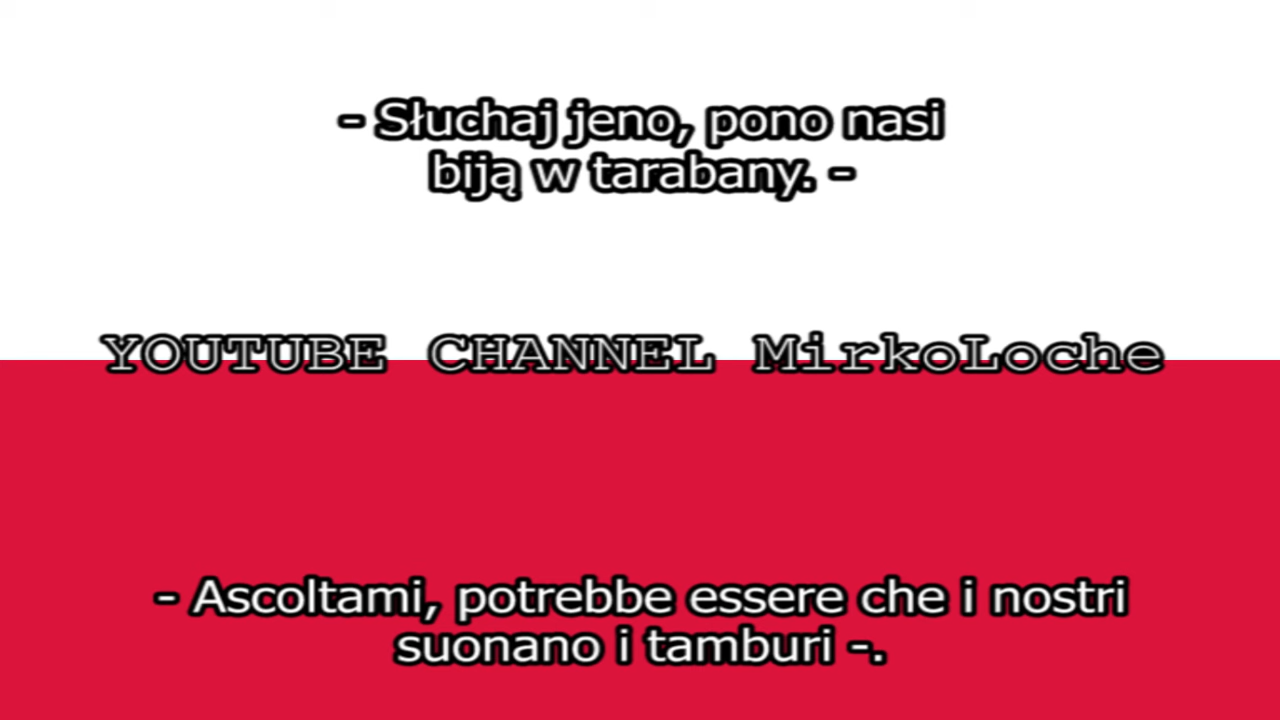 - Słuchaj jeno, pono nasi
biją w tarabany. -
YOUTUBE CHANNEL MirkoLoche
- Ascoltami, potrebbe essere che i nostri
suonano i tamburi -.